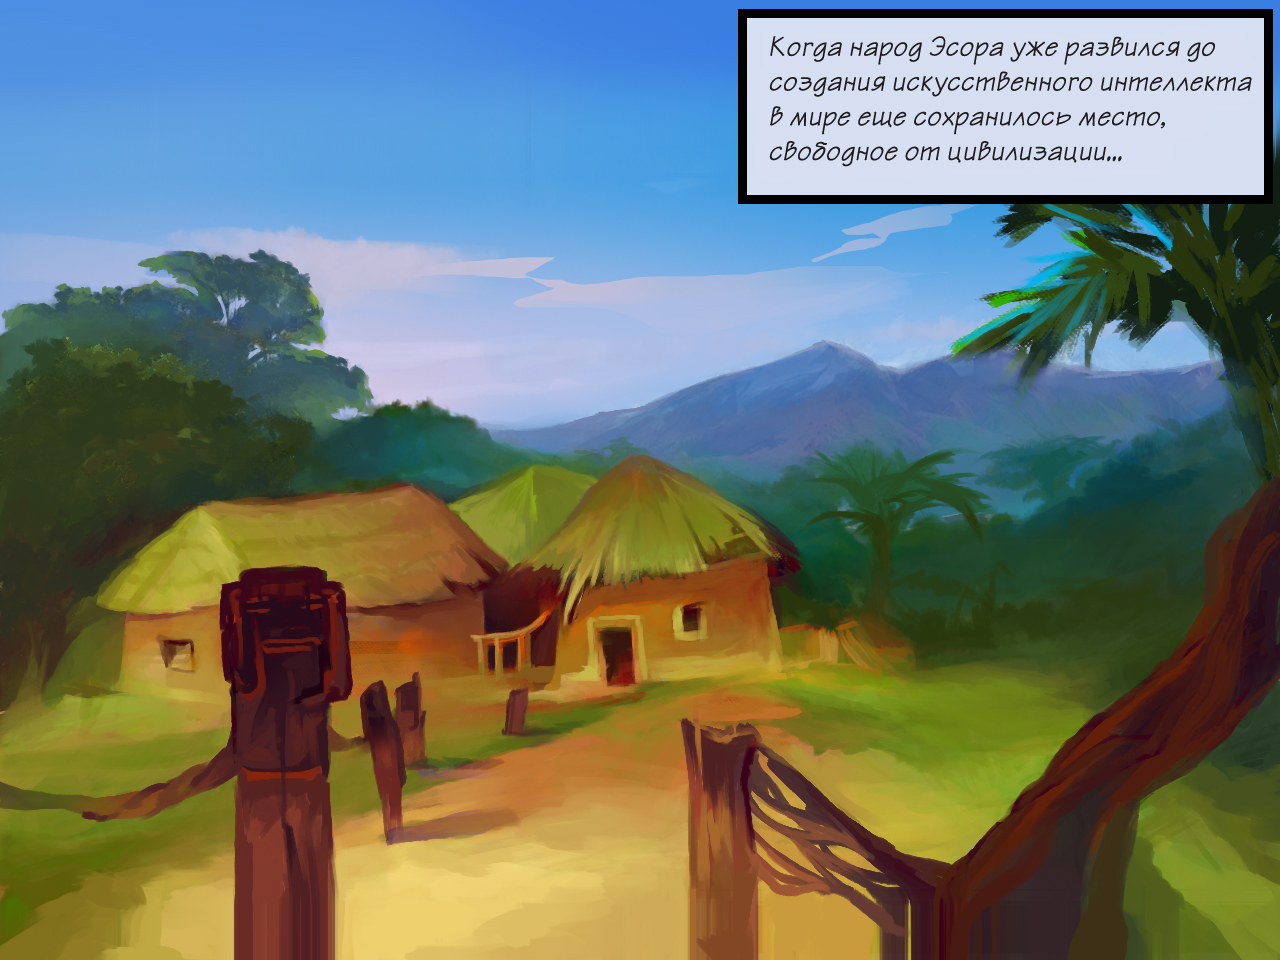 Когда народ Эсора уже развился до
создания искусственного интеллекта
в мире еще сохранилось место,
свободное от цивилизации...